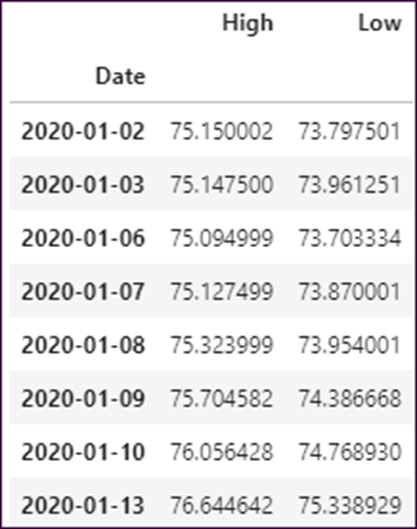 High Low
Date
2020-01-02 75.150002 73.797501
2020-01-03 75.147500 73.961251
2020-01-06 75.094999 73.703334
2020-01-07 75.127499 73.870001
2020-01-08 75.323999 73.954001
2020-01-09 75.704582 74.386668
2020-01-10 76.056428 74.768930
2020-01-13 76.644642 75.338929